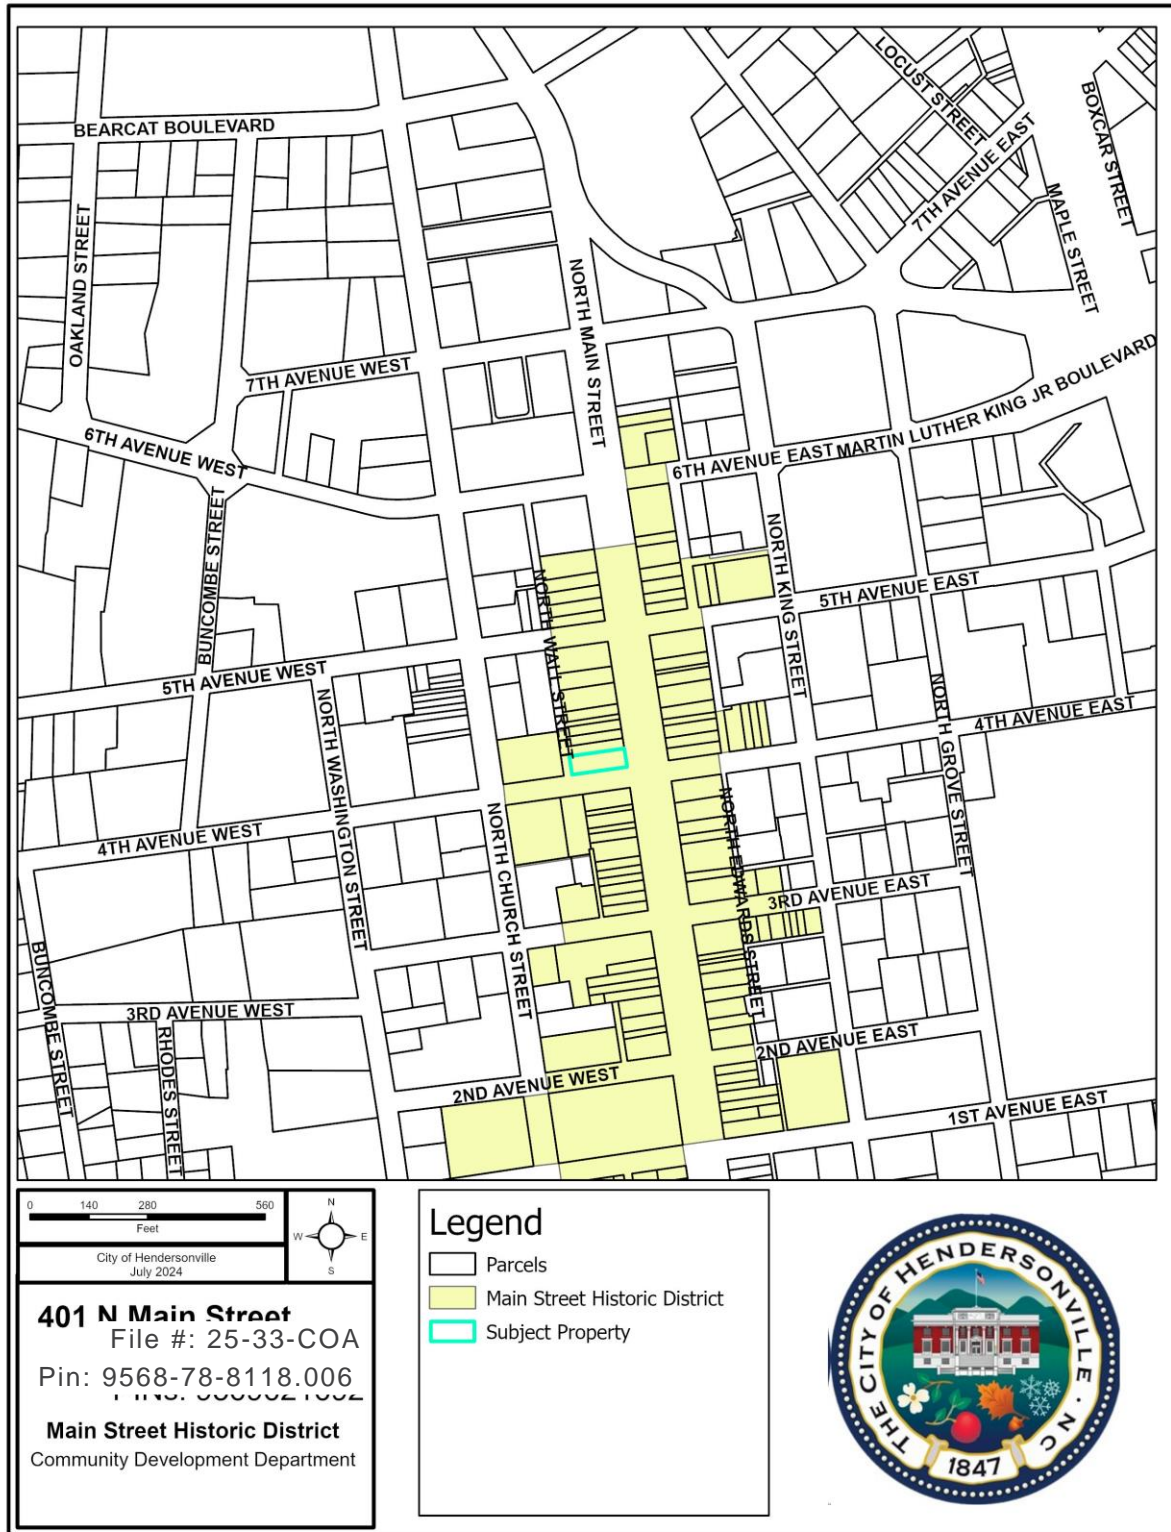 LOCUST STREET
BOXCAR STREET
BEARCAT BOULEVARD
7TH AVENUE EAST
MAPLE STREET
OAKLAND STREET
NORTH MAIN STREET
7TH AVENUE WEST
MARTIN LUTHER KING JR BOULEVARD
6TH AVENUE WEST
6TH AVENUE EAST
BUNCOMBE STREET
NORTH KING STREET
NORTH WALL STREET
5TH AVENUE EAST
5TH AVENUE WEST
NORTH WASHINGTON STREET
NORTH GROVE STREET
4TH AVENUE EAST
4TH AVENUE WEST
NORTH CHURCH STREET
NORTH EDWARDS STREET
3RD AVENUE EAST
BUNCOMBE STREET
3RD AVENUE WEST
RHODES STREET
2ND AVENUE EAST
2ND AVENUE WEST
1ST AVENUE EAST
0 140 280 560
Feet
N
W E
S
City of Hendersonville
July 2024
401 N Main Street
File #: 25-33-COA
Pin: 9568-78-8118.006
Main Street Historic District
Community Development Department
Legend
Parcels
Main Street Historic District
Subject Property
THE CITY OF HENDERSONVILLE · NC
1847